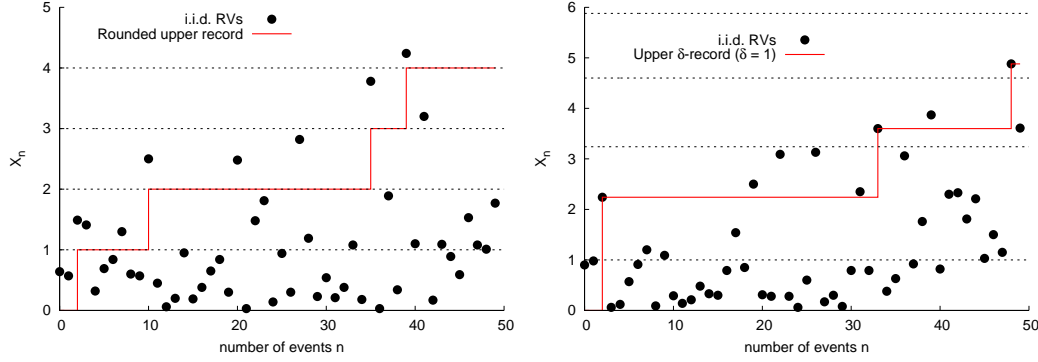 i.i.d. RVs
Rounded upper record
5
4
3
2
1
0
X_n
0 10 20 30 40 50
number of events n
i.i.d. RVs
Upper δ-record (δ = 1)
6
5
4
3
2
1
0
X_n
0 10 20 30 40 50
number of events n